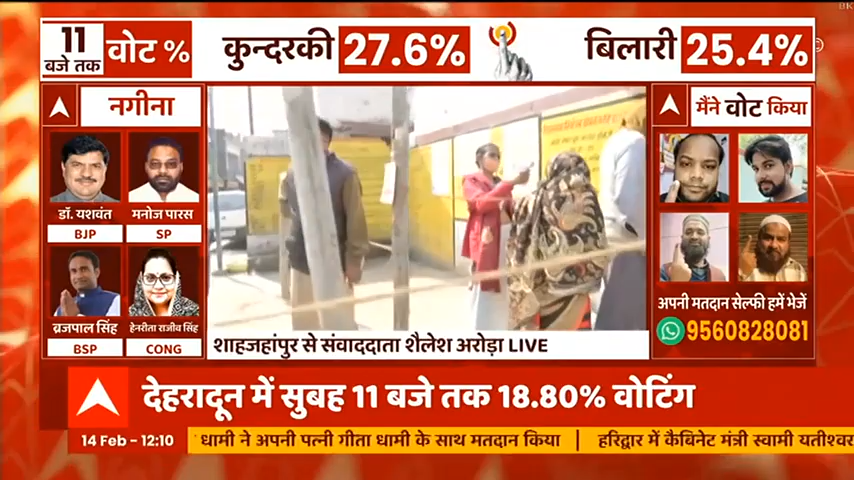 11
बजे तक
वोट %
कुन्दरकी 27.6%
बिलारी 25.4%
नगीना
डॉ. यशवंत
BJP
मनोज पारस
SP
ब्रजपाल सिंह
BSP
हेनरीता राजीव सिंह
CONG
मैंने वोट किया
अपनी मतदान सेल्फी हमें भेजें
9560828081
शाहजहांपुर से संवाददाता शैलेश अरोड़ा LIVE
देहरादून में सुबह 11 बजे तक 18.80% वोटिंग
14 Feb - 12:10
धामी ने अपनी पत्नी गीता धामी के साथ मतदान किया
हरिद्वार में कैबिनेट मंत्री स्वामी यतीश्वर